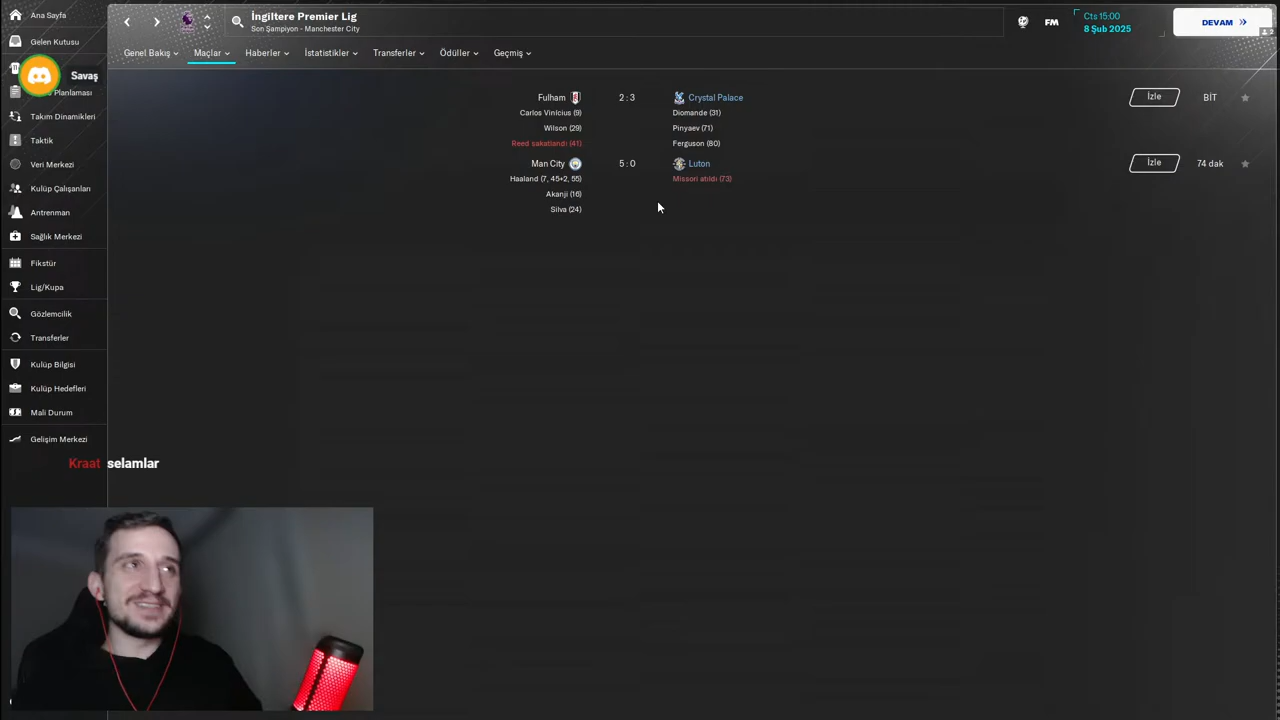 Ana Sayfa
İngiltere Premier Lig
Son Şampiyon - Manchester City
FM
Cts 15:00
8 Şub 2025
DEVAM
2
Gelen Kutusu
Genel Bakış
Maçlar
Haberler
İstatistikler
Transferler
Ödüller
Geçmiş
Savaş
Planlaması
Takım Dinamikleri
Taktik
Veri Merkezi
Kulüp Çalışanları
Antrenman
Sağlık Merkezi
Fikstür
Lig/Kupa
Gözlemcilik
Transferler
Kulüp Bilgisi
Kulüp Hedefleri
Mali Durum
Gelişim Merkezi
Fulham 2 : 3 Crystal Palace İzle BİT
Carlos Vinícius (9) Diomande (31)
Wilson (29) Pinyaev (71)
Reed sakatlandı (41) Ferguson (80)
Man City 5 : 0 Luton İzle 74 dak
Haaland (7, 45+2, 55) Missori atıldı (73)
Akanji (16)
Silva (24)
Kraat selamlar